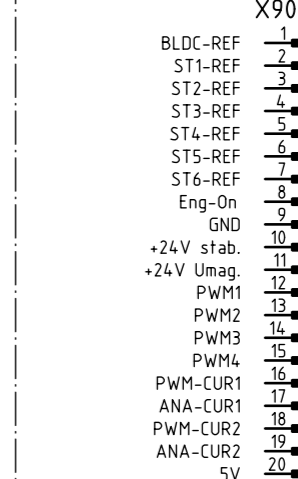 X90
BLDC-REF 1
ST1-REF 2
ST2-REF 3
ST3-REF 4
ST4-REF 5
ST5-REF 6
ST6-REF 7
Eng-On 8
GND 9
+24V stab. 10
+24V Umag. 11
PWM1 12
PWM2 13
PWM3 14
PWM4 15
PWM-CUR1 16
ANA-CUR1 17
PWM-CUR2 18
ANA-CUR2 19
5V 20